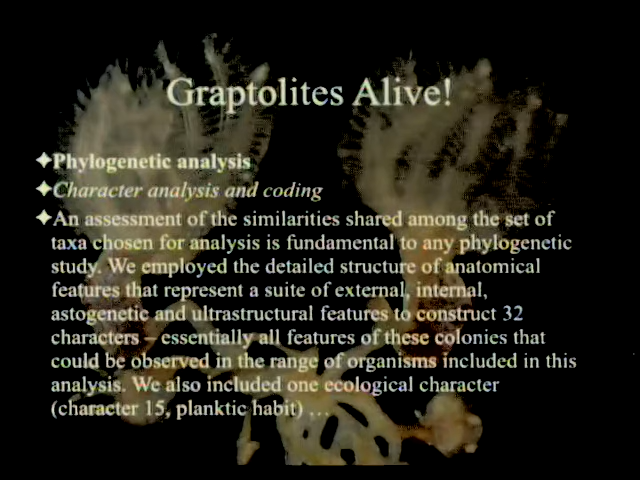 Graptolites Alive!
✦Phylogenetic analysis
✦Character analysis and coding
✦An assessment of the similarities shared among the set of
taxa chosen for analysis is fundamental to any phylogenetic
study. We employed the detailed structure of anatomical
features that represent a suite of external, internal,
astogenetic and ultrastructural features to construct 32
characters – essentially all features of these colonies that
could be observed in the range of organisms included in this
analysis. We also included one ecological character
(character 15, planktic habit) …